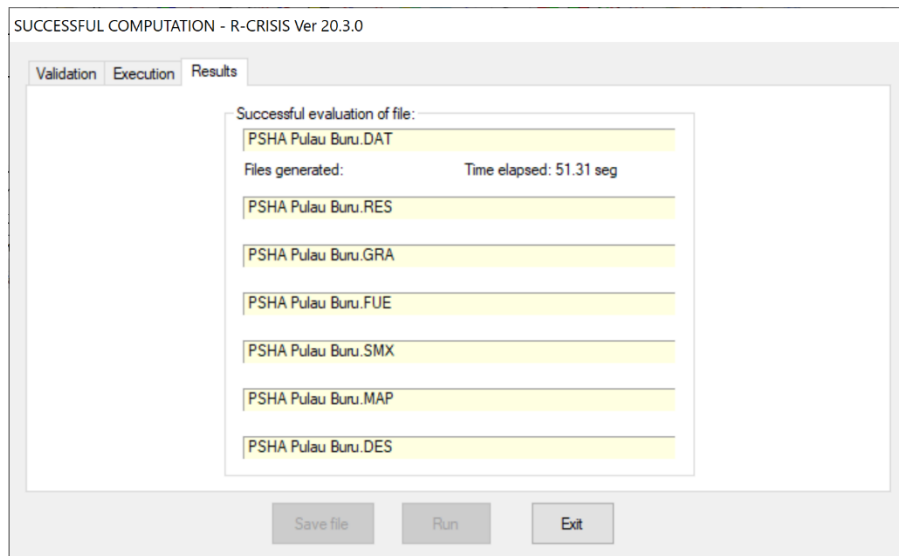 SUCCESSFUL COMPUTATION - R-CRISIS Ver 20.3.0
Validation Execution Results
Successful evaluation of file:
PSHA Pulau Buru.DAT
Files generated: Time elapsed: 51.31 seg
PSHA Pulau Buru.RES
PSHA Pulau Buru.GRA
PSHA Pulau Buru.FUE
PSHA Pulau Buru.SMX
PSHA Pulau Buru.MAP
PSHA Pulau Buru.DES
Save file Run Exit